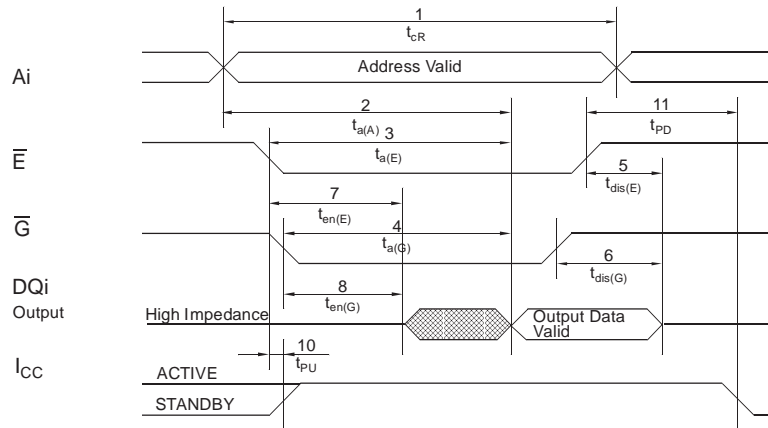 1
tcR
Ai
Address Valid
2
11
ta(A)
3
tPD
E
ta(E)
5
7
tdis(E)
ten(E)
G
4
ta(G)
6
tdis(G)
DQi
8
Output
High Impedance
ten(G)
Output Data
Valid
10
ICC
tPU
ACTIVE
STANDBY